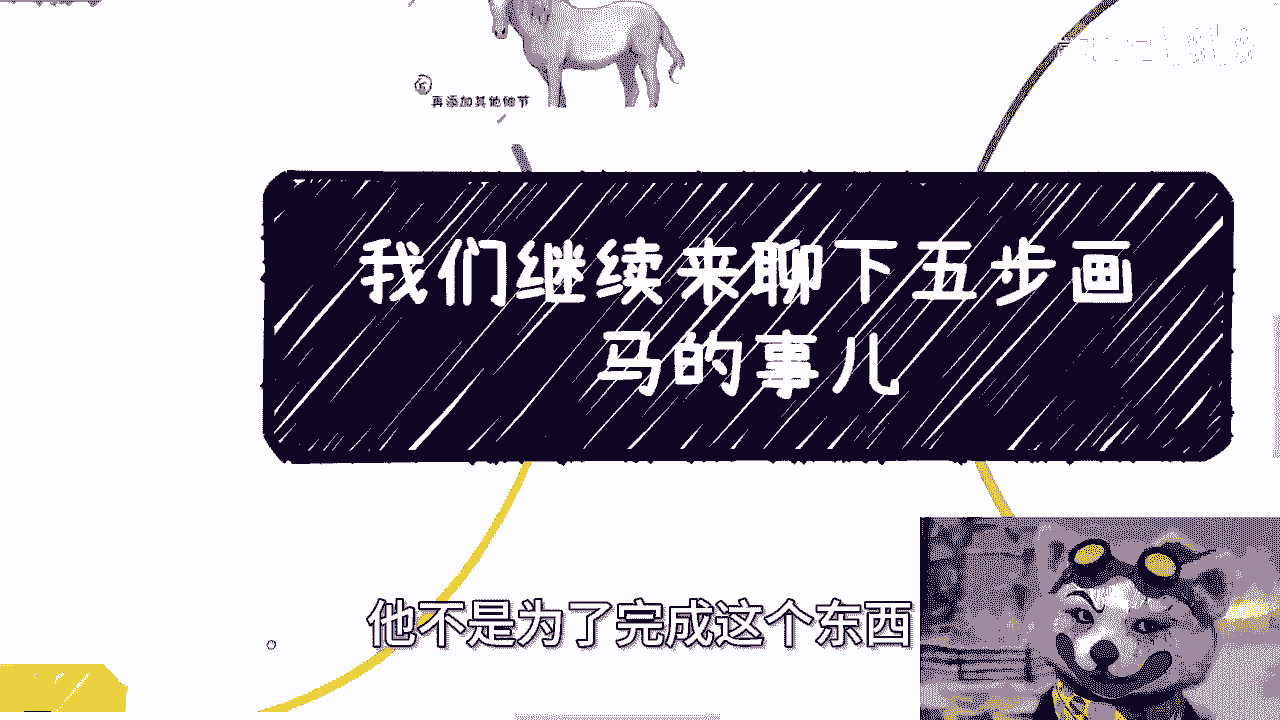 ⑤
再添加其他细节
我们继续来聊下五步画
马的事儿
他不是为了完成这个东西